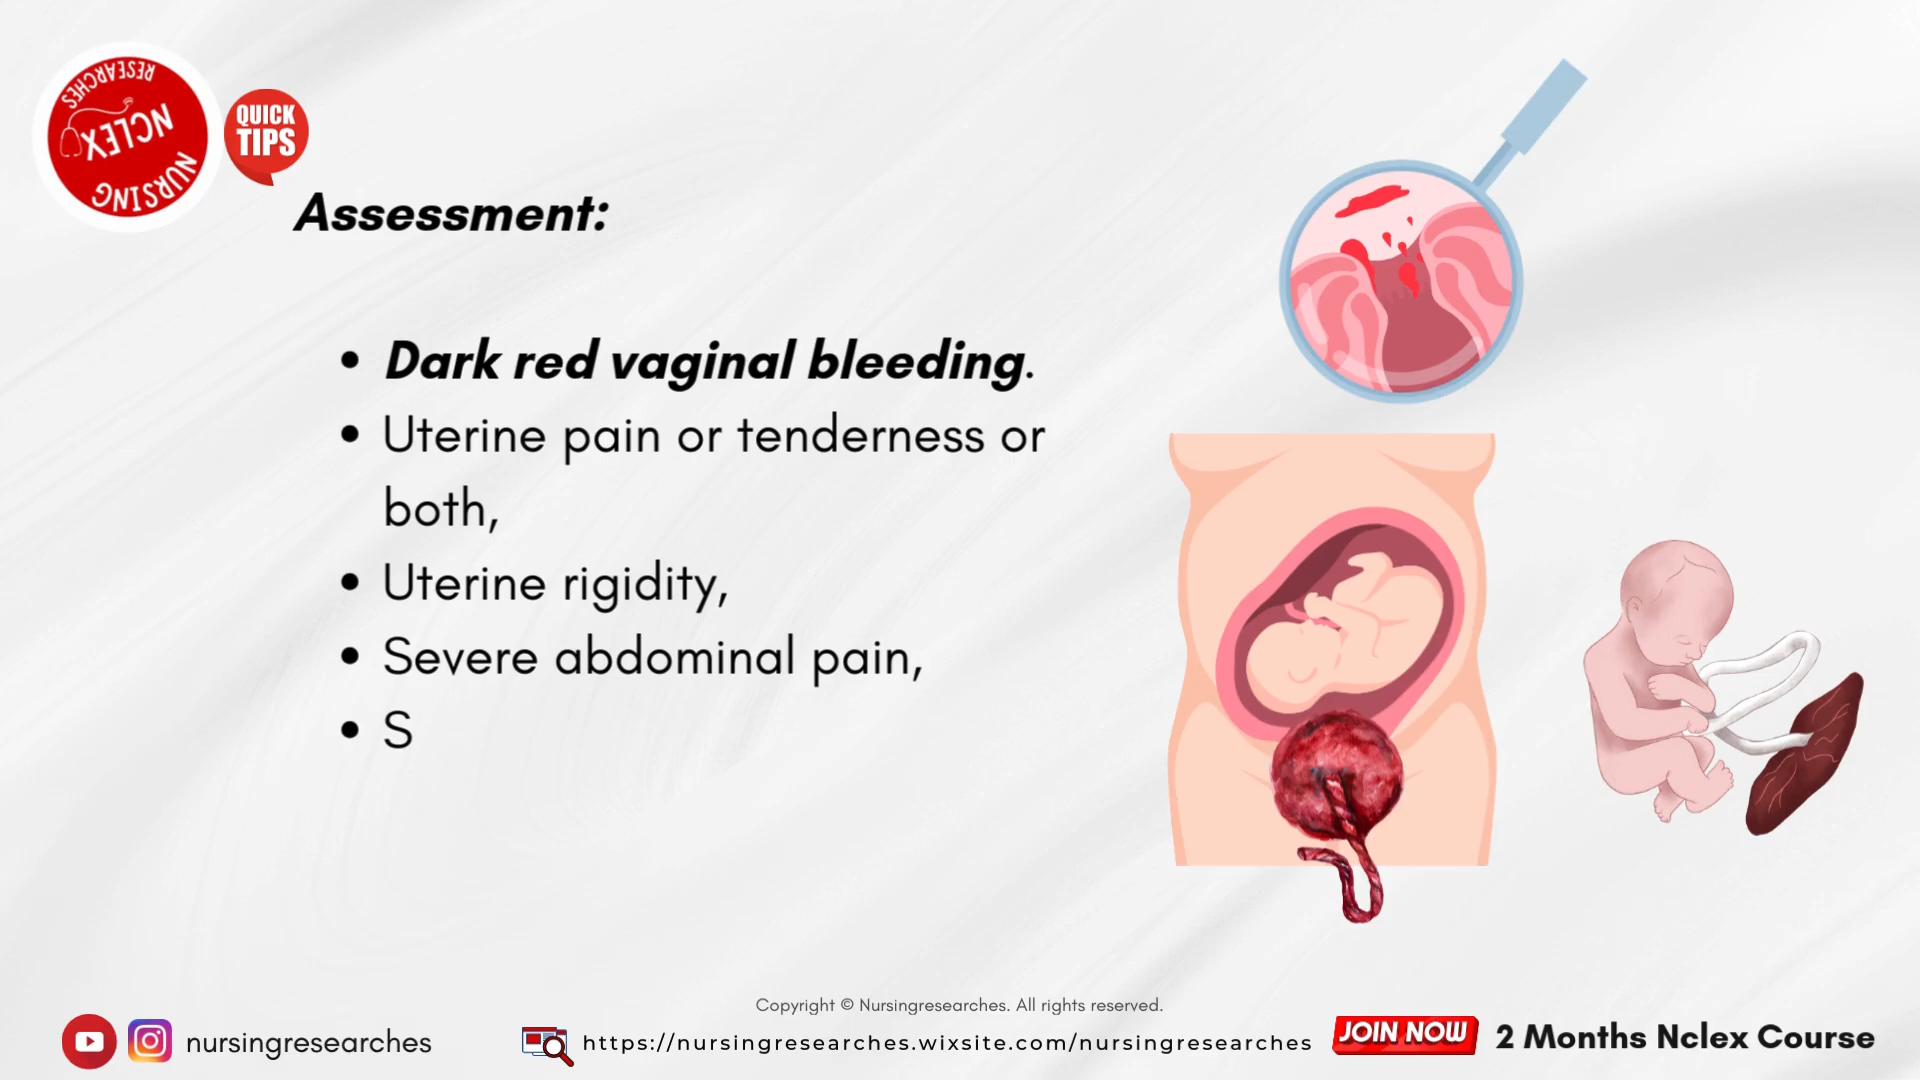 RESEARCHES
NCLEX
NURSING
QUICK
TIPS
Assessment:
• Dark red vaginal bleeding.
• Uterine pain or tenderness or
both,
• Uterine rigidity,
• Severe abdominal pain,
• S
Copyright © Nursingresearches. All rights reserved.
nursingresearches
https://nursingresearches.wixsite.com/nursingresearches
JOIN NOW
2 Months Nclex Course